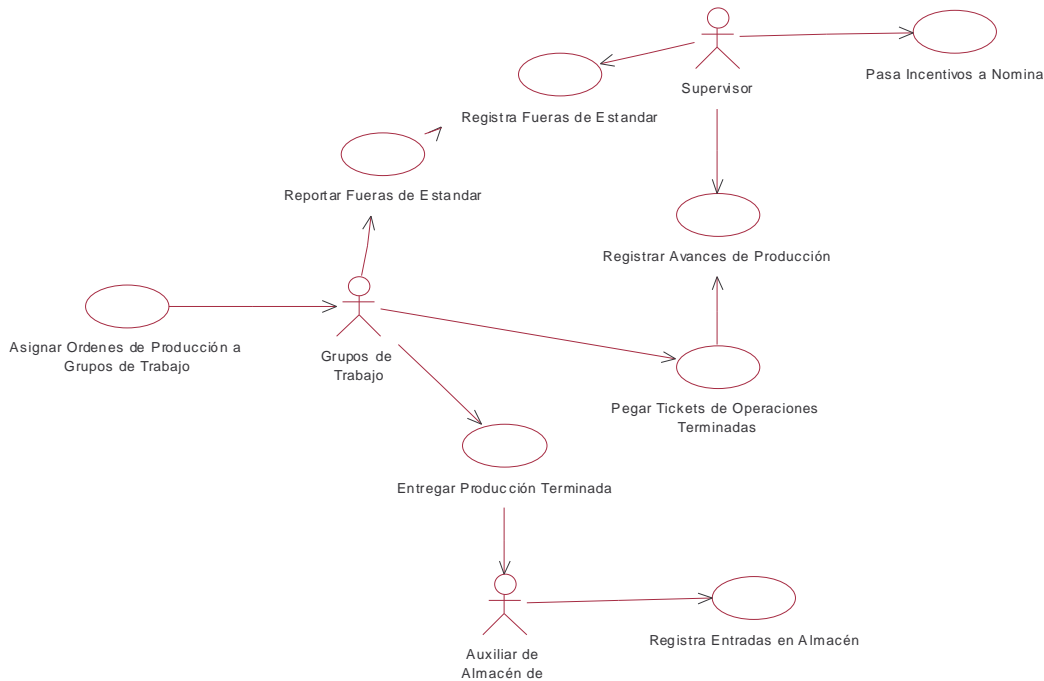 Pasa Incentivos a Nomina
Supervisor
Registra Fueras de Estandar
Reportar Fueras de Estandar
Registrar Avances de Producción
Asignar Ordenes de Producción a
Grupos de Trabajo
Grupos de
Trabajo
Pegar Tickets de Operaciones
Terminadas
Entregar Producción Terminada
Registra Entradas en Almacén
Auxiliar de
Almacén de